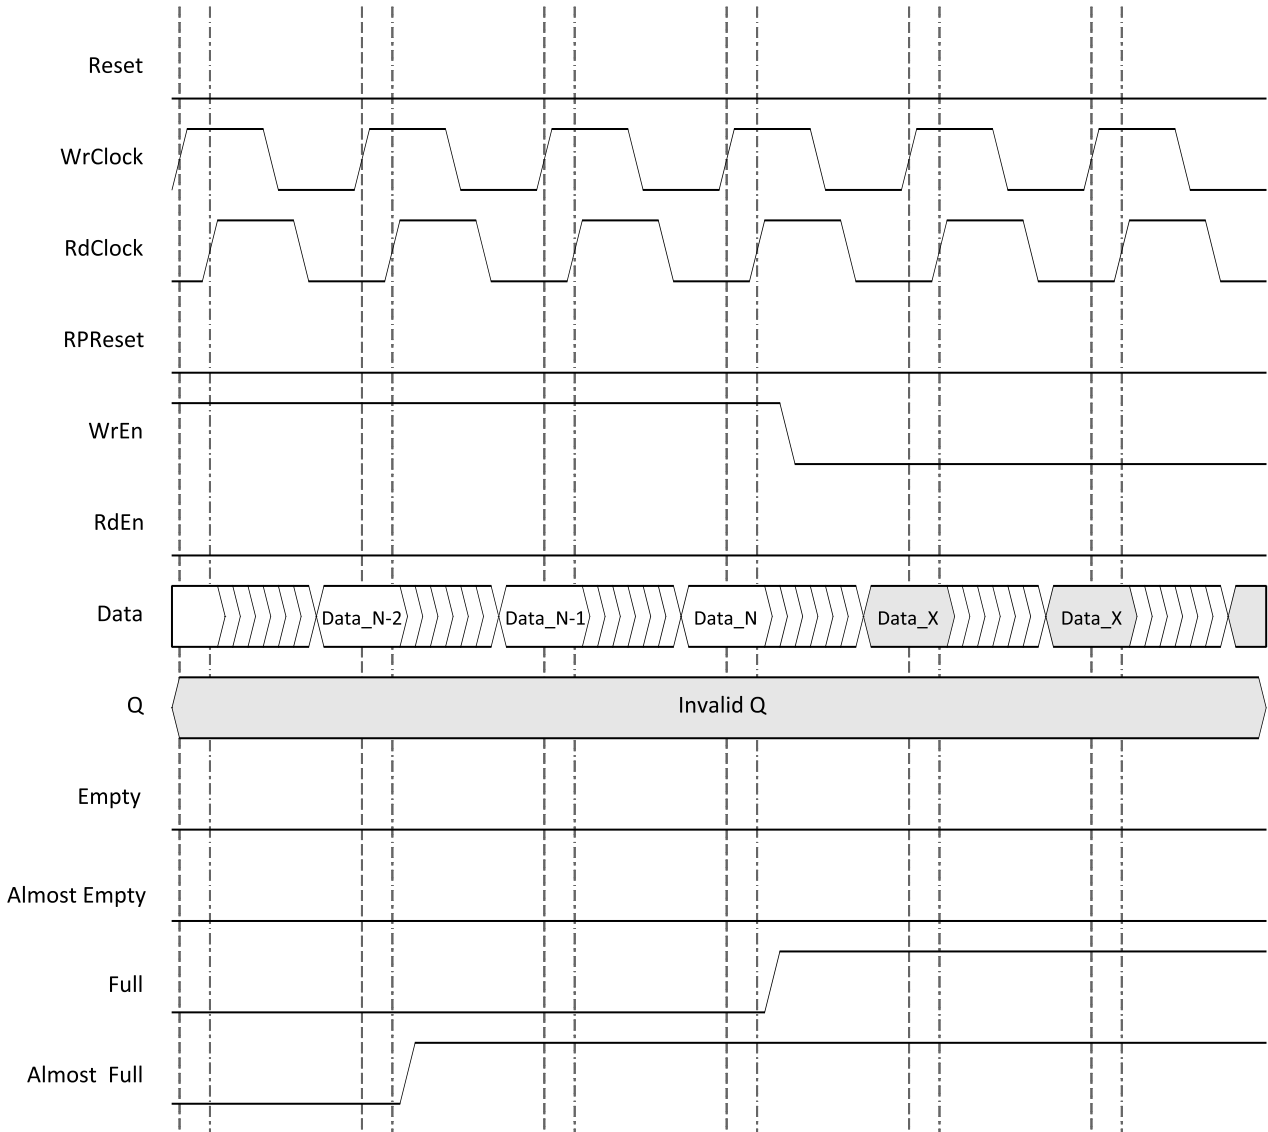 Reset
WrClock
RdClock
RPReset
WrEn
RdEn
Data
Data_N-2
Data_N-1
Data_N
Data_X
Data_X
Q
Invalid Q
Empty
Almost Empty
Full
Almost Full